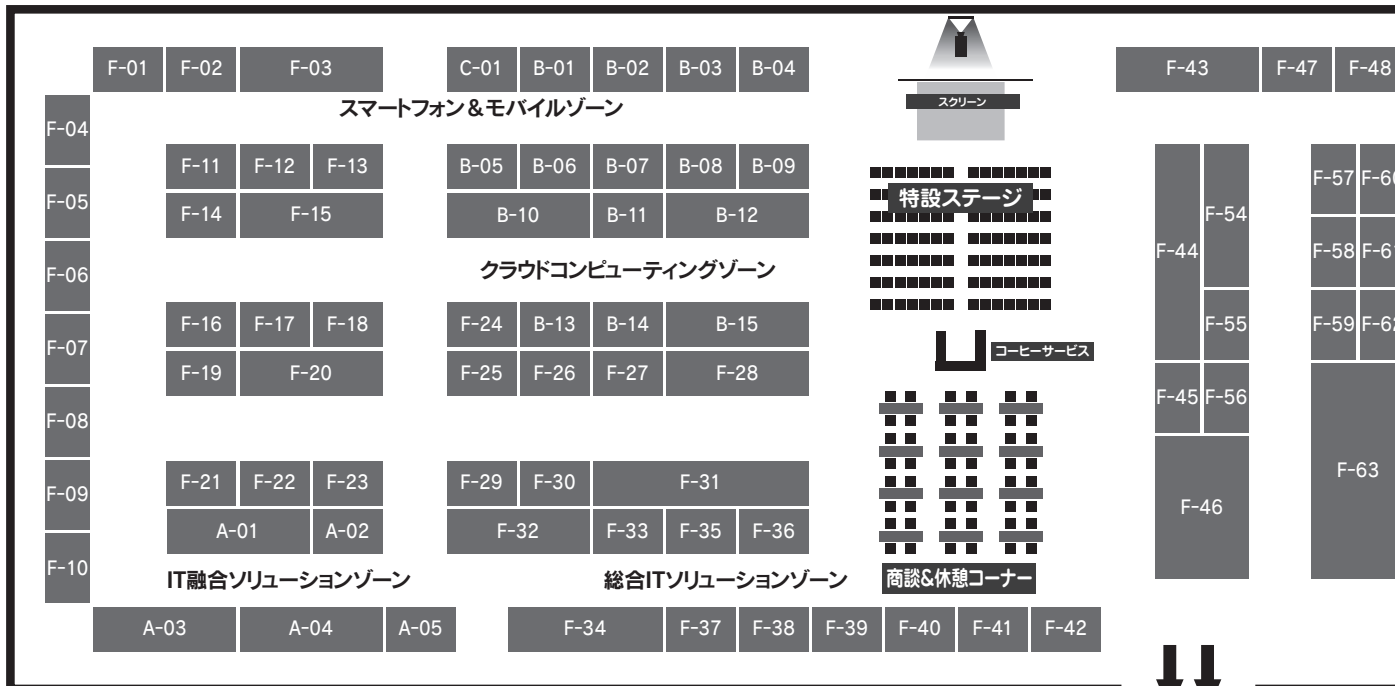 F-01 F-02 F-03 C-01 B-01 B-02 B-03 B-04 F-43 F-47 F-48
スクリーン
スマートフォン&モバイルゾーン
F-04
F-11 F-12 F-13 B-05 B-06 B-07 B-08 B-09 F-57
特設ステージ
F-05
F-14 F-15 B-10 B-11 B-12 F-54
F-44 F-58
クラウドコンピューティングゾーン
F-06
F-16 F-17 F-18 F-24 B-13 B-14 B-15 F-55 F-59
F-07
コーヒーサービス
F-19 F-20 F-25 F-26 F-27 F-28
F-45 F-56
F-08
F-63
F-21 F-22 F-23 F-29 F-30 F-31
F-09
F-46
A-01 A-02 F-32 F-33 F-35 F-36
F-10
IT融合ソリューションゾーン 総合ITソリューションゾーン 商談&休憩コーナー
A-03 A-04 A-05 F-34 F-37 F-38 F-39 F-40 F-41 F-42